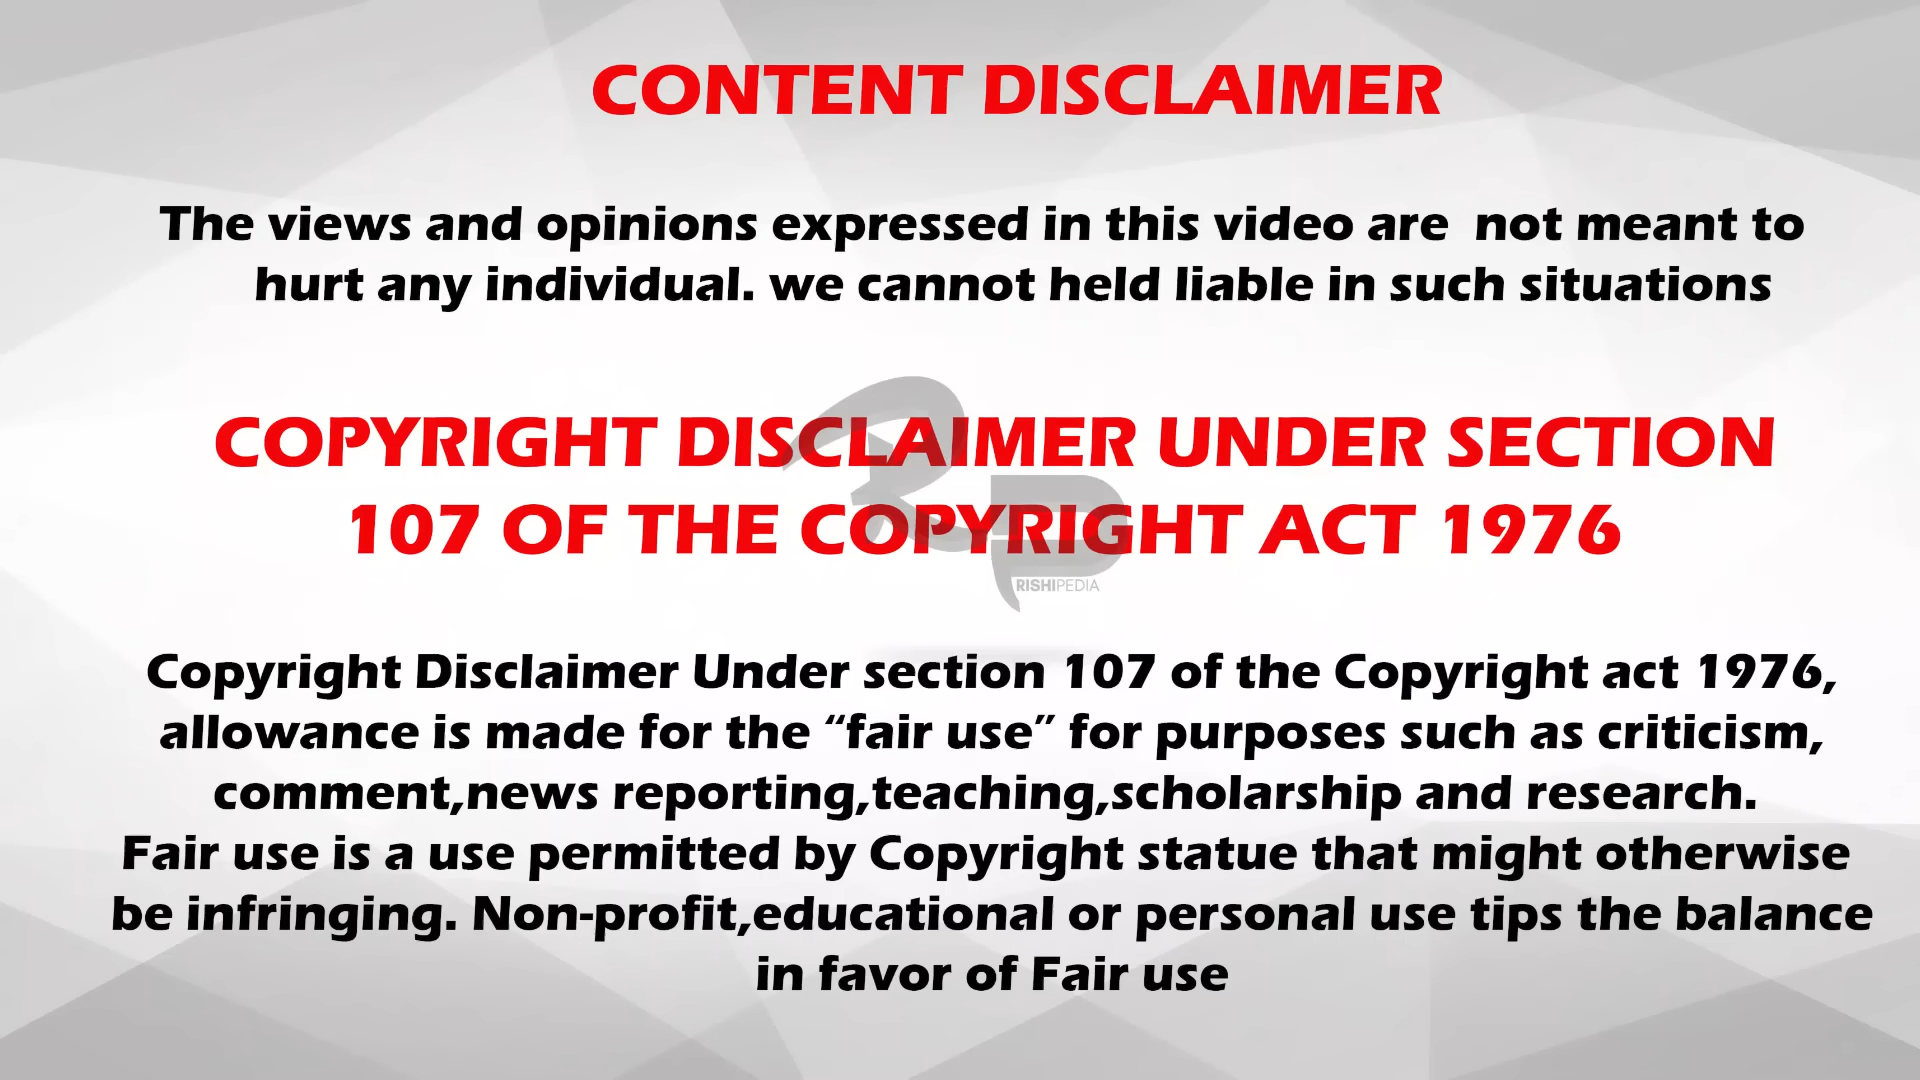 CONTENT DISCLAIMER
The views and opinions expressed in this video are  not meant to
hurt any individual. we cannot held liable in such situations
COPYRIGHT DISCLAIMER UNDER SECTION
107 OF THE COPYRIGHT ACT 1976
RISHIPEDIA
Copyright Disclaimer Under section 107 of the Copyright act 1976,
allowance is made for the “fair use” for purposes such as criticism,
comment,news reporting,teaching,scholarship and research.
Fair use is a use permitted by Copyright statue that might otherwise
be infringing. Non-profit,educational or personal use tips the balance
in favor of Fair use